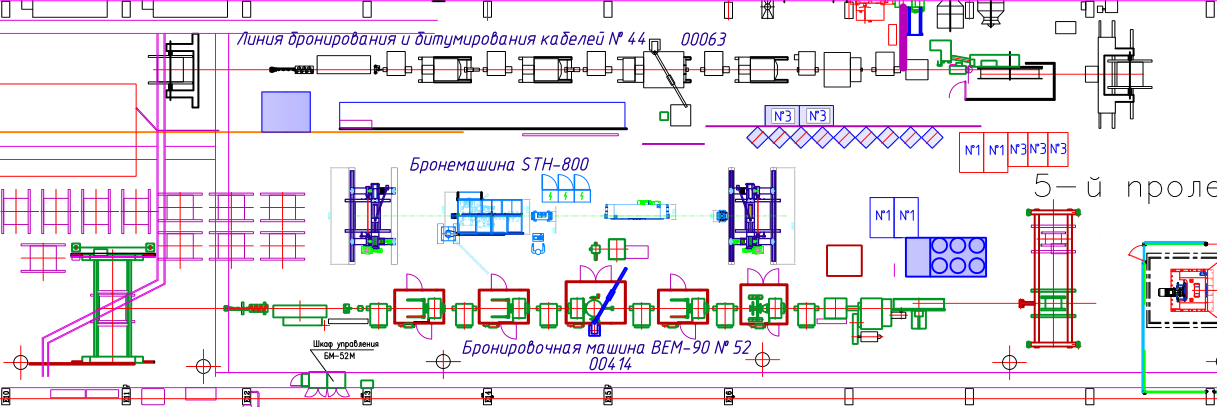 Линия бронирования и битумирования кабелей № 44 00063
№3 №3
№1 №1 №3 №3 №3
Бронемашина STH-800
5-й проле
№1 №1
Шкаф управления
БМ-52М
Бронировочная машина ВЕМ-90 № 52
00414